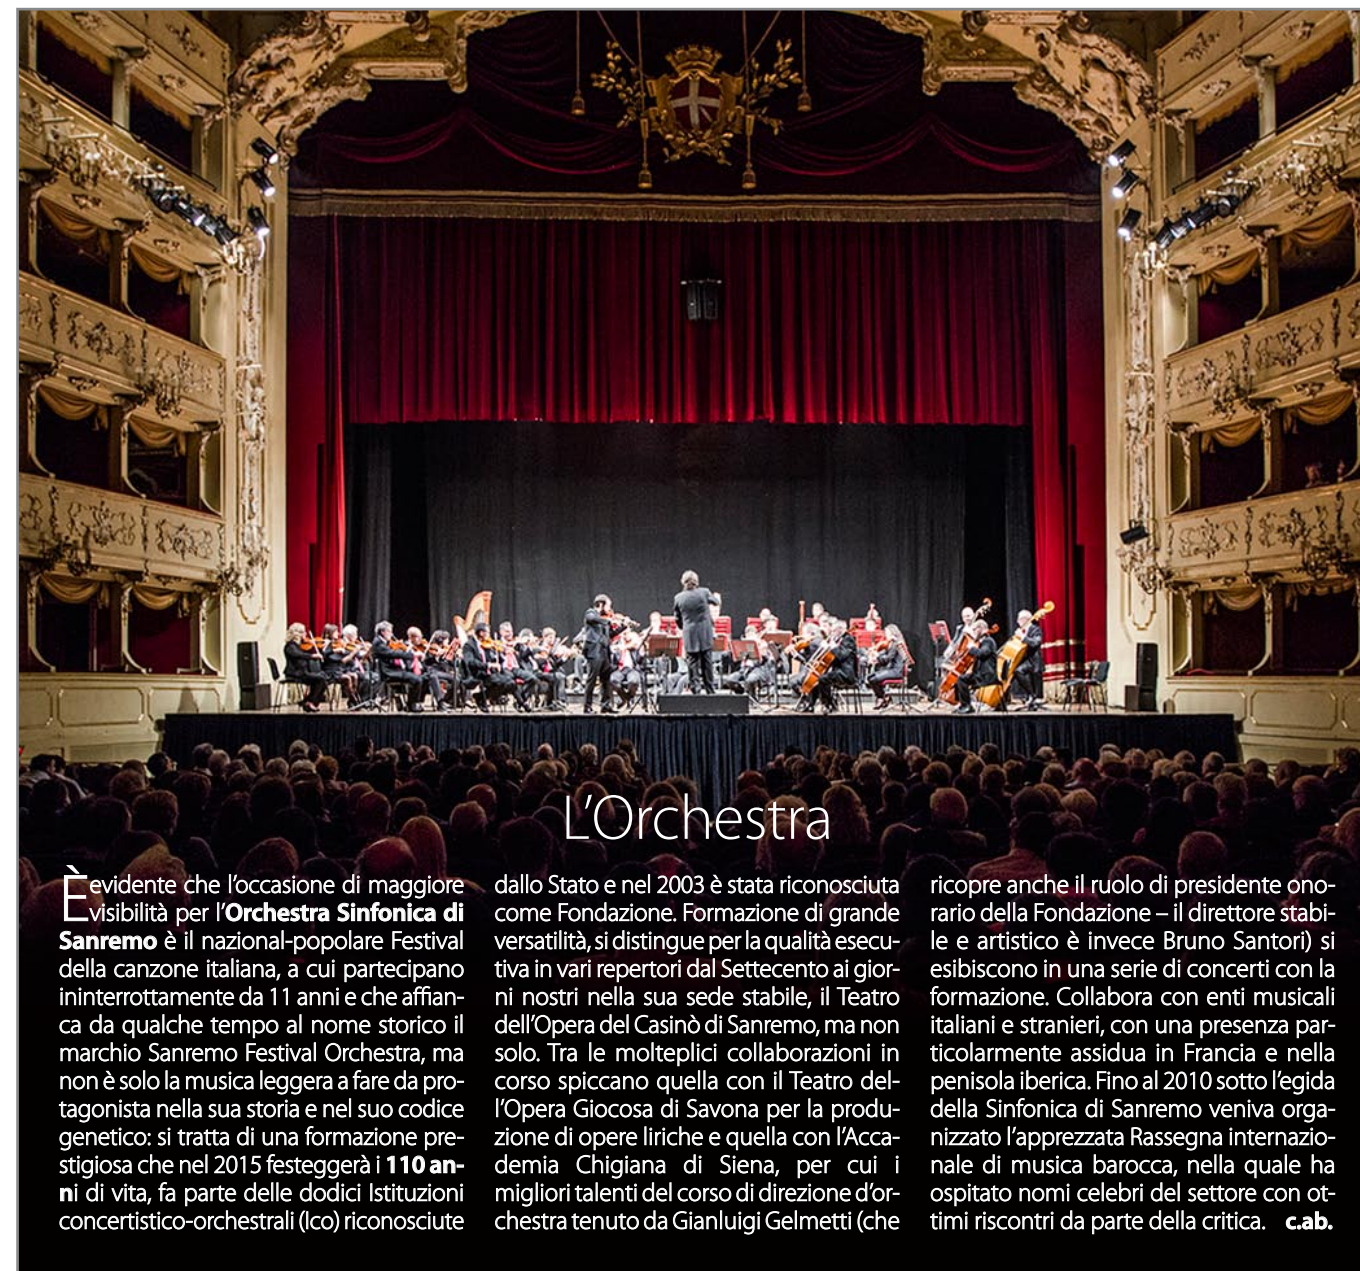 L'Orchestra
È evidente che l'occasione di maggiore
visibilità per l'Orchestra Sinfonica di
Sanremo è il nazional-popolare Festival
della canzone italiana, a cui partecipano
ininterrottamente da 11 anni e che affian-
ca da qualche tempo al nome storico il
marchio Sanremo Festival Orchestra, ma
non è solo la musica leggera a fare da pro-
tagonista nella sua storia e nel suo codice
genetico: si tratta di una formazione pre-
stigiosa che nel 2015 festeggerà i 110 an-
ni di vita, fa parte delle dodici Istituzioni
concertistico-orchestrali (Ico) riconosciute
dallo Stato e nel 2003 è stata riconosciuta
come Fondazione. Formazione di grande
versatilità, si distingue per la qualità esecu-
tiva in vari repertori dal Settecento ai gior-
ni nostri nella sua sede stabile, il Teatro
dell'Opera del Casinò di Sanremo, ma non
solo. Tra le molteplici collaborazioni in
corso spiccano quella con il Teatro del-
l'Opera Giocosa di Savona per la produ-
zione di opere liriche e quella con l'Acca-
demia Chigiana di Siena, per cui i
migliori talenti del corso di direzione d'or-
chestra tenuto da Gianluigi Gelmetti (che
ricopre anche il ruolo di presidente ono-
rario della Fondazione – il direttore stabi-
le e artistico è invece Bruno Santori) si
esibiscono in una serie di concerti con la
formazione. Collabora con enti musicali
italiani e stranieri, con una presenza par-
ticolarmente assidua in Francia e nella
penisola iberica. Fino al 2010 sotto l'egida
della Sinfonica di Sanremo veniva orga-
nizzato l'apprezzata Rassegna internazio-
nale di musica barocca, nella quale ha
ospitato nomi celebri del settore con ot-
timi riscontri da parte della critica. c.ab.